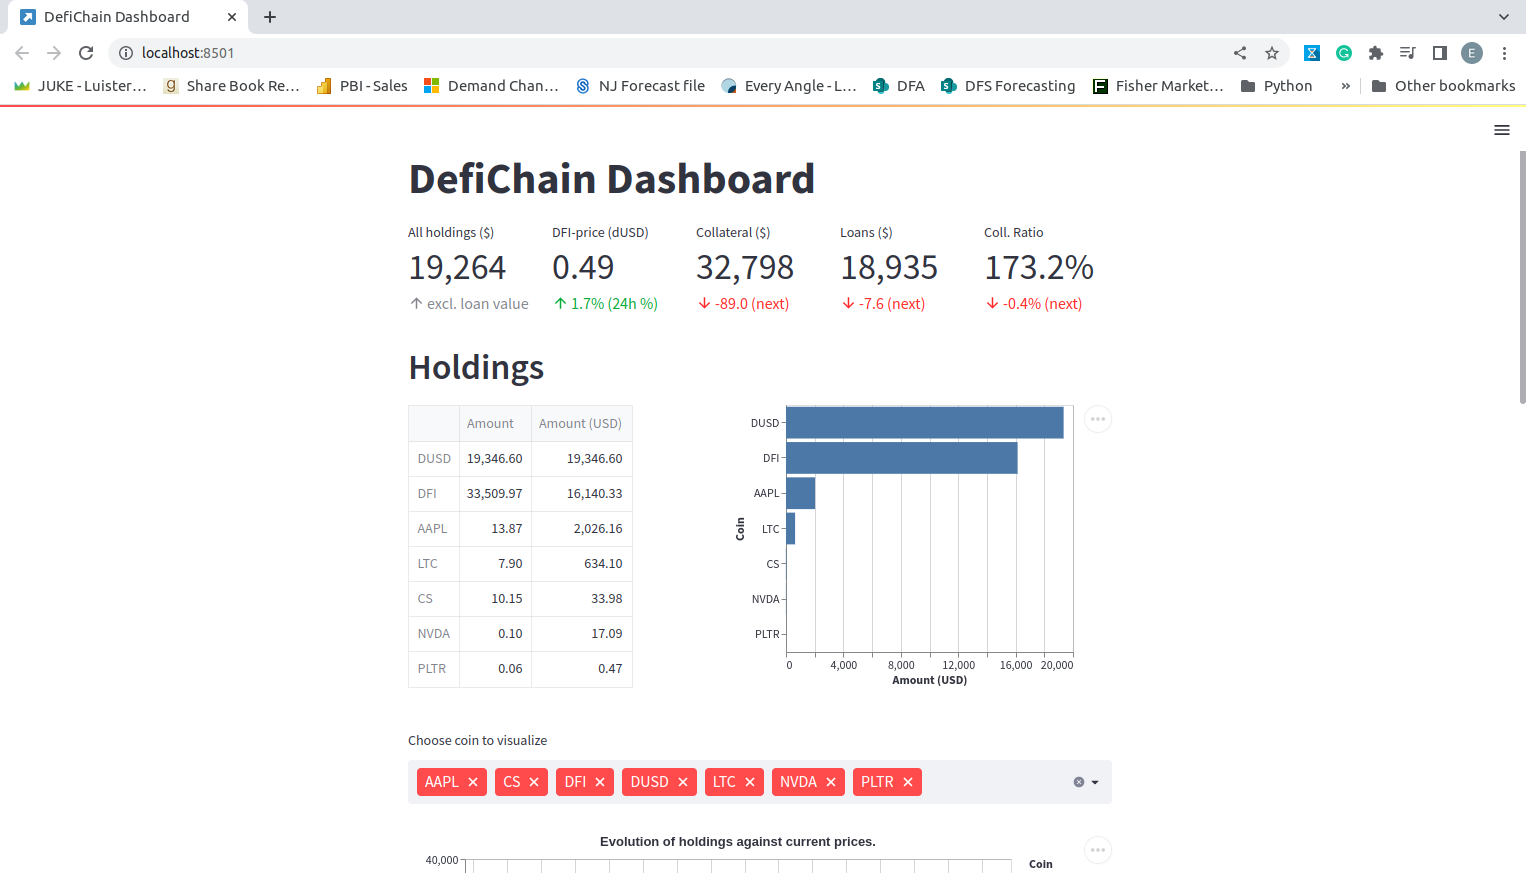 DefiChain Dashboard
localhost:8501
E
JUKE - Luister... Share Book Re... PBI - Sales Demand Chan... NJ Forecast file Every Angle - L... DFA DFS Forecasting Fisher Market... Python » Other bookmarks
DefiChain Dashboard
All holdings ($) DFI-price (dUSD) Collateral ($) Loans ($) Coll. Ratio
19,264 0.49 32,798 18,935 173.2%
↑ excl. loan value ↑ 1.7% (24h %) ↓ -89.0 (next) ↓ -7.6 (next) ↓ -0.4% (next)
Holdings
Amount Amount (USD)
DUSD 19,346.60 19,346.60
DFI 33,509.97 16,140.33
AAPL 13.87 2,026.16
LTC 7.90 634.10
CS 10.15 33.98
NVDA 0.10 17.09
PLTR 0.06 0.47
Coin
DUSD
DFI
AAPL
LTC
CS
NVDA
PLTR
0 4,000 8,000 12,000 16,000 20,000
Amount (USD)
Choose coin to visualize
AAPL CS DFI DUSD LTC NVDA PLTR
Evolution of holdings against current prices.
40,000
Coin